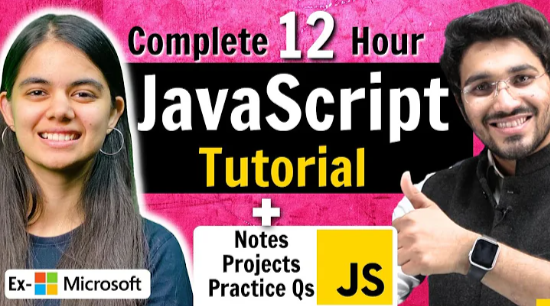 Complete 12 Hour
JavaScript
Tutorial
+
Notes
Projects
Practice Qs
JS
Ex- Microsoft